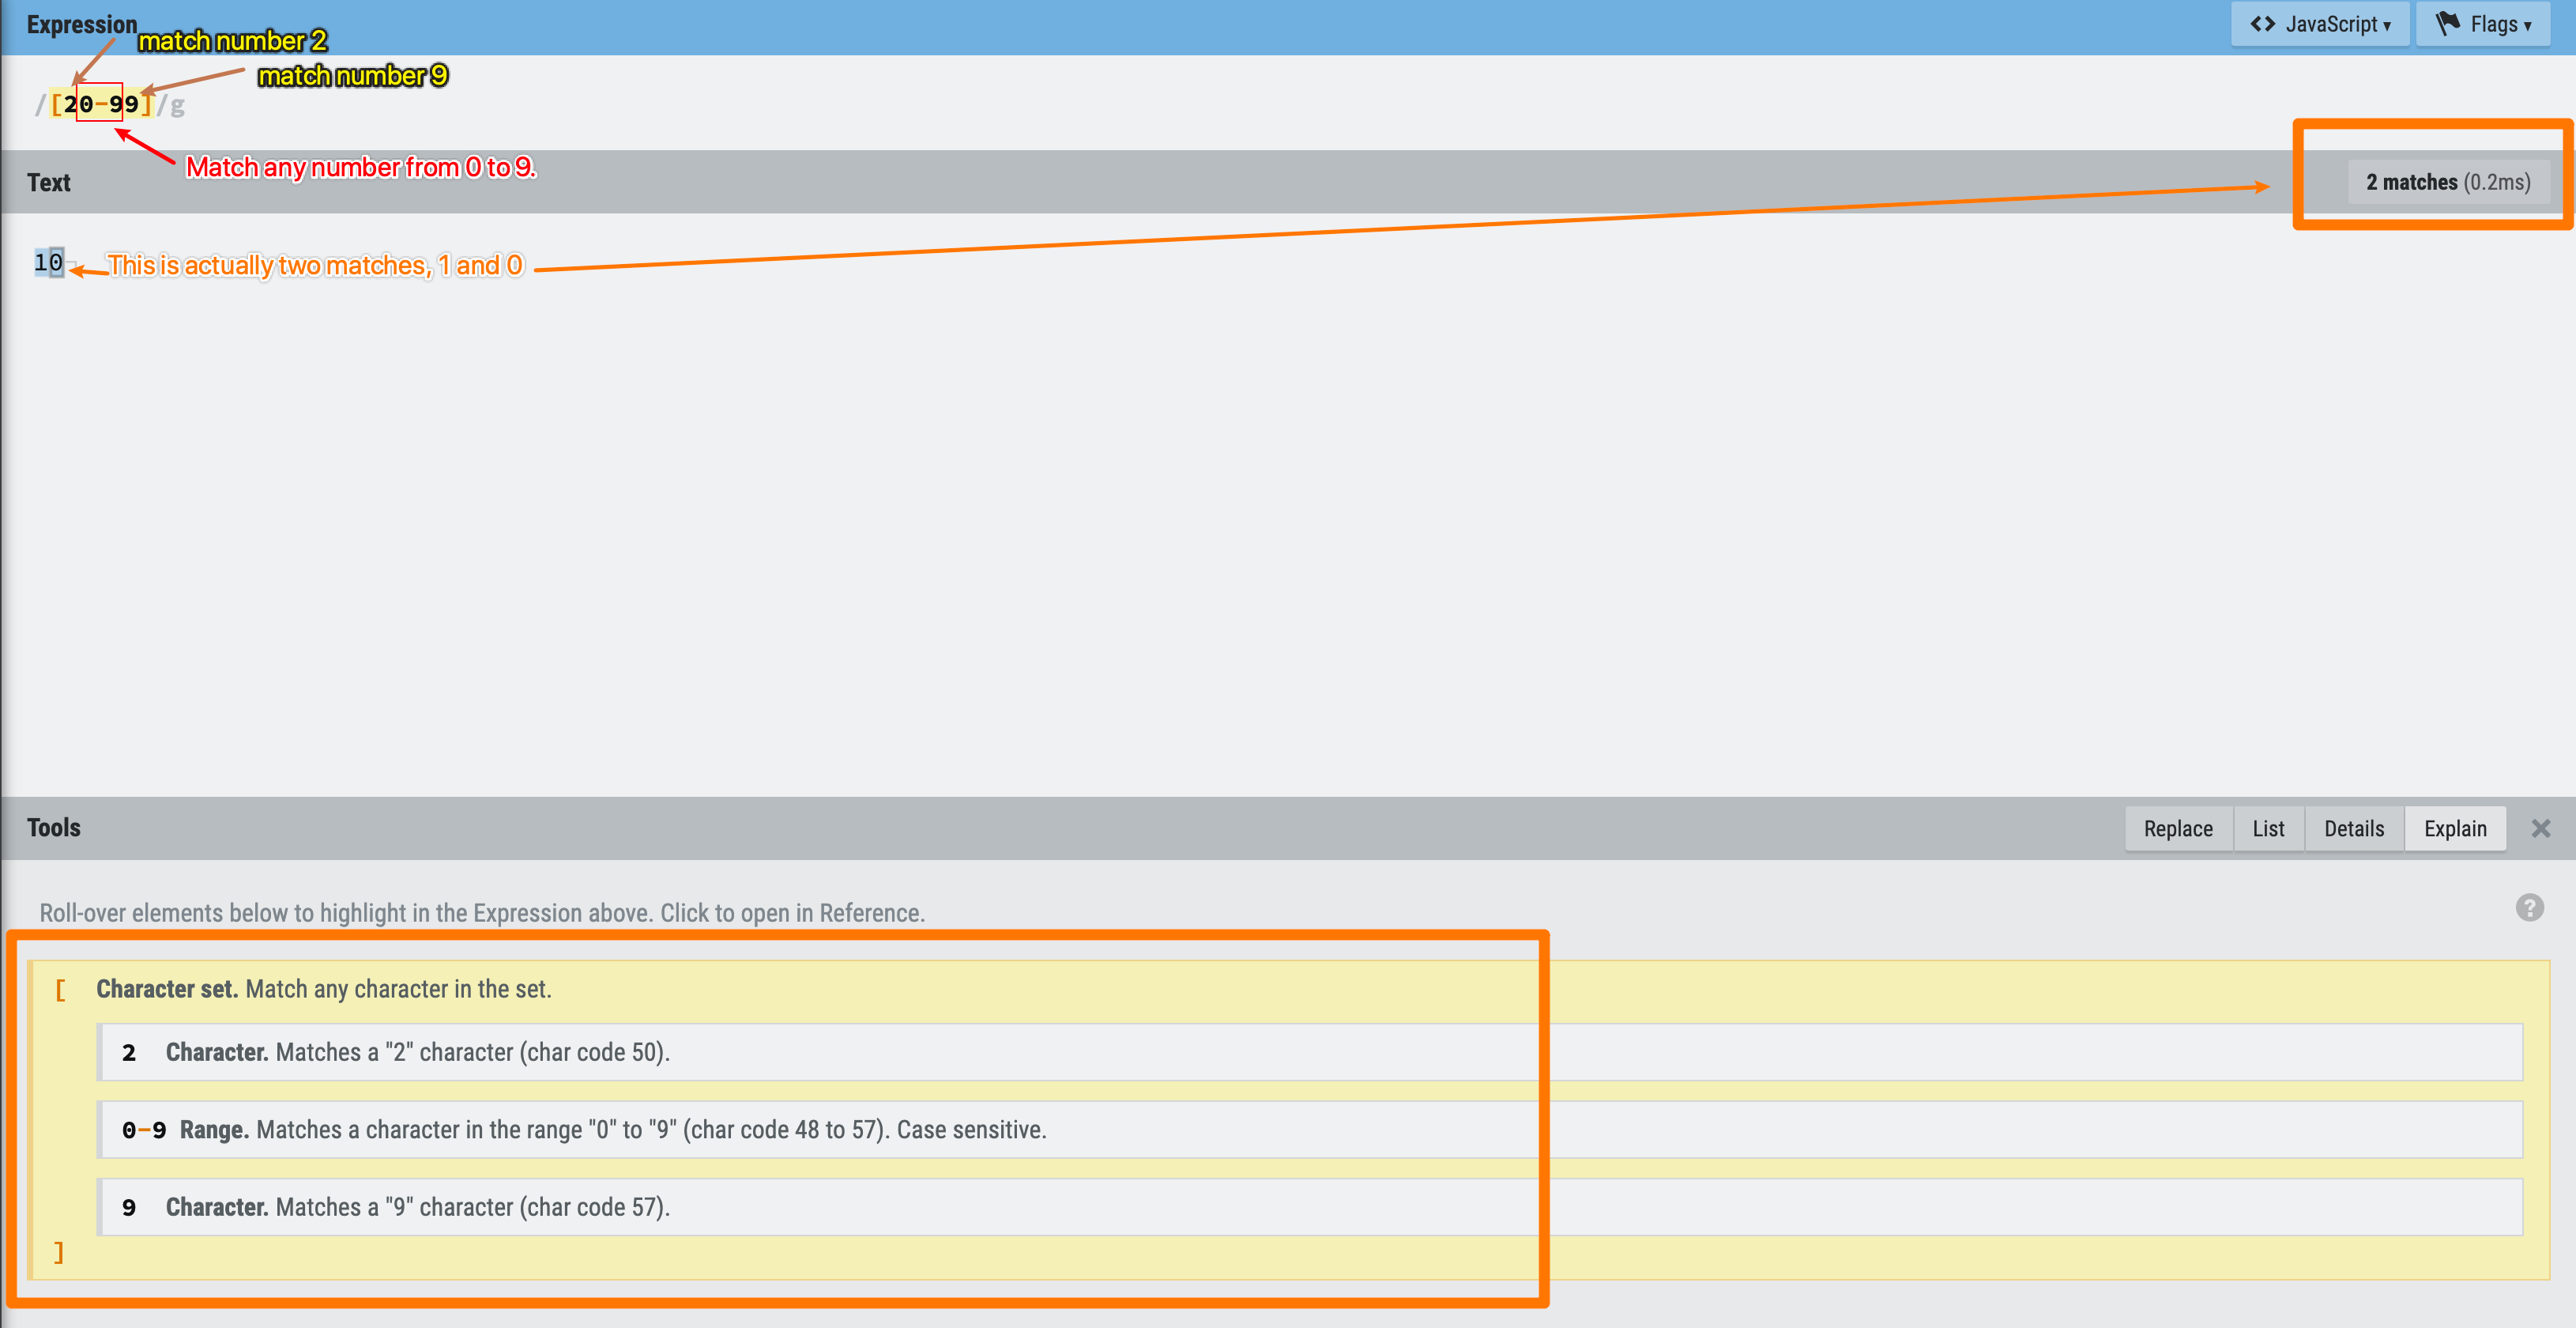 Expression
<> JavaScript ▾
Flags ▾
match number 2
match number 9
/[20-99]/g
Match any number from 0 to 9.
Text
2 matches (0.2ms)
10
This is actually two matches, 1 and 0
Tools
Replace
List
Details
Explain
Roll-over elements below to highlight in the Expression above. Click to open in Reference.
?
[ Character set. Match any character in the set.
2 Character. Matches a "2" character (char code 50).
0-9 Range. Matches a character in the range "0" to "9" (char code 48 to 57). Case sensitive.
9 Character. Matches a "9" character (char code 57).
]